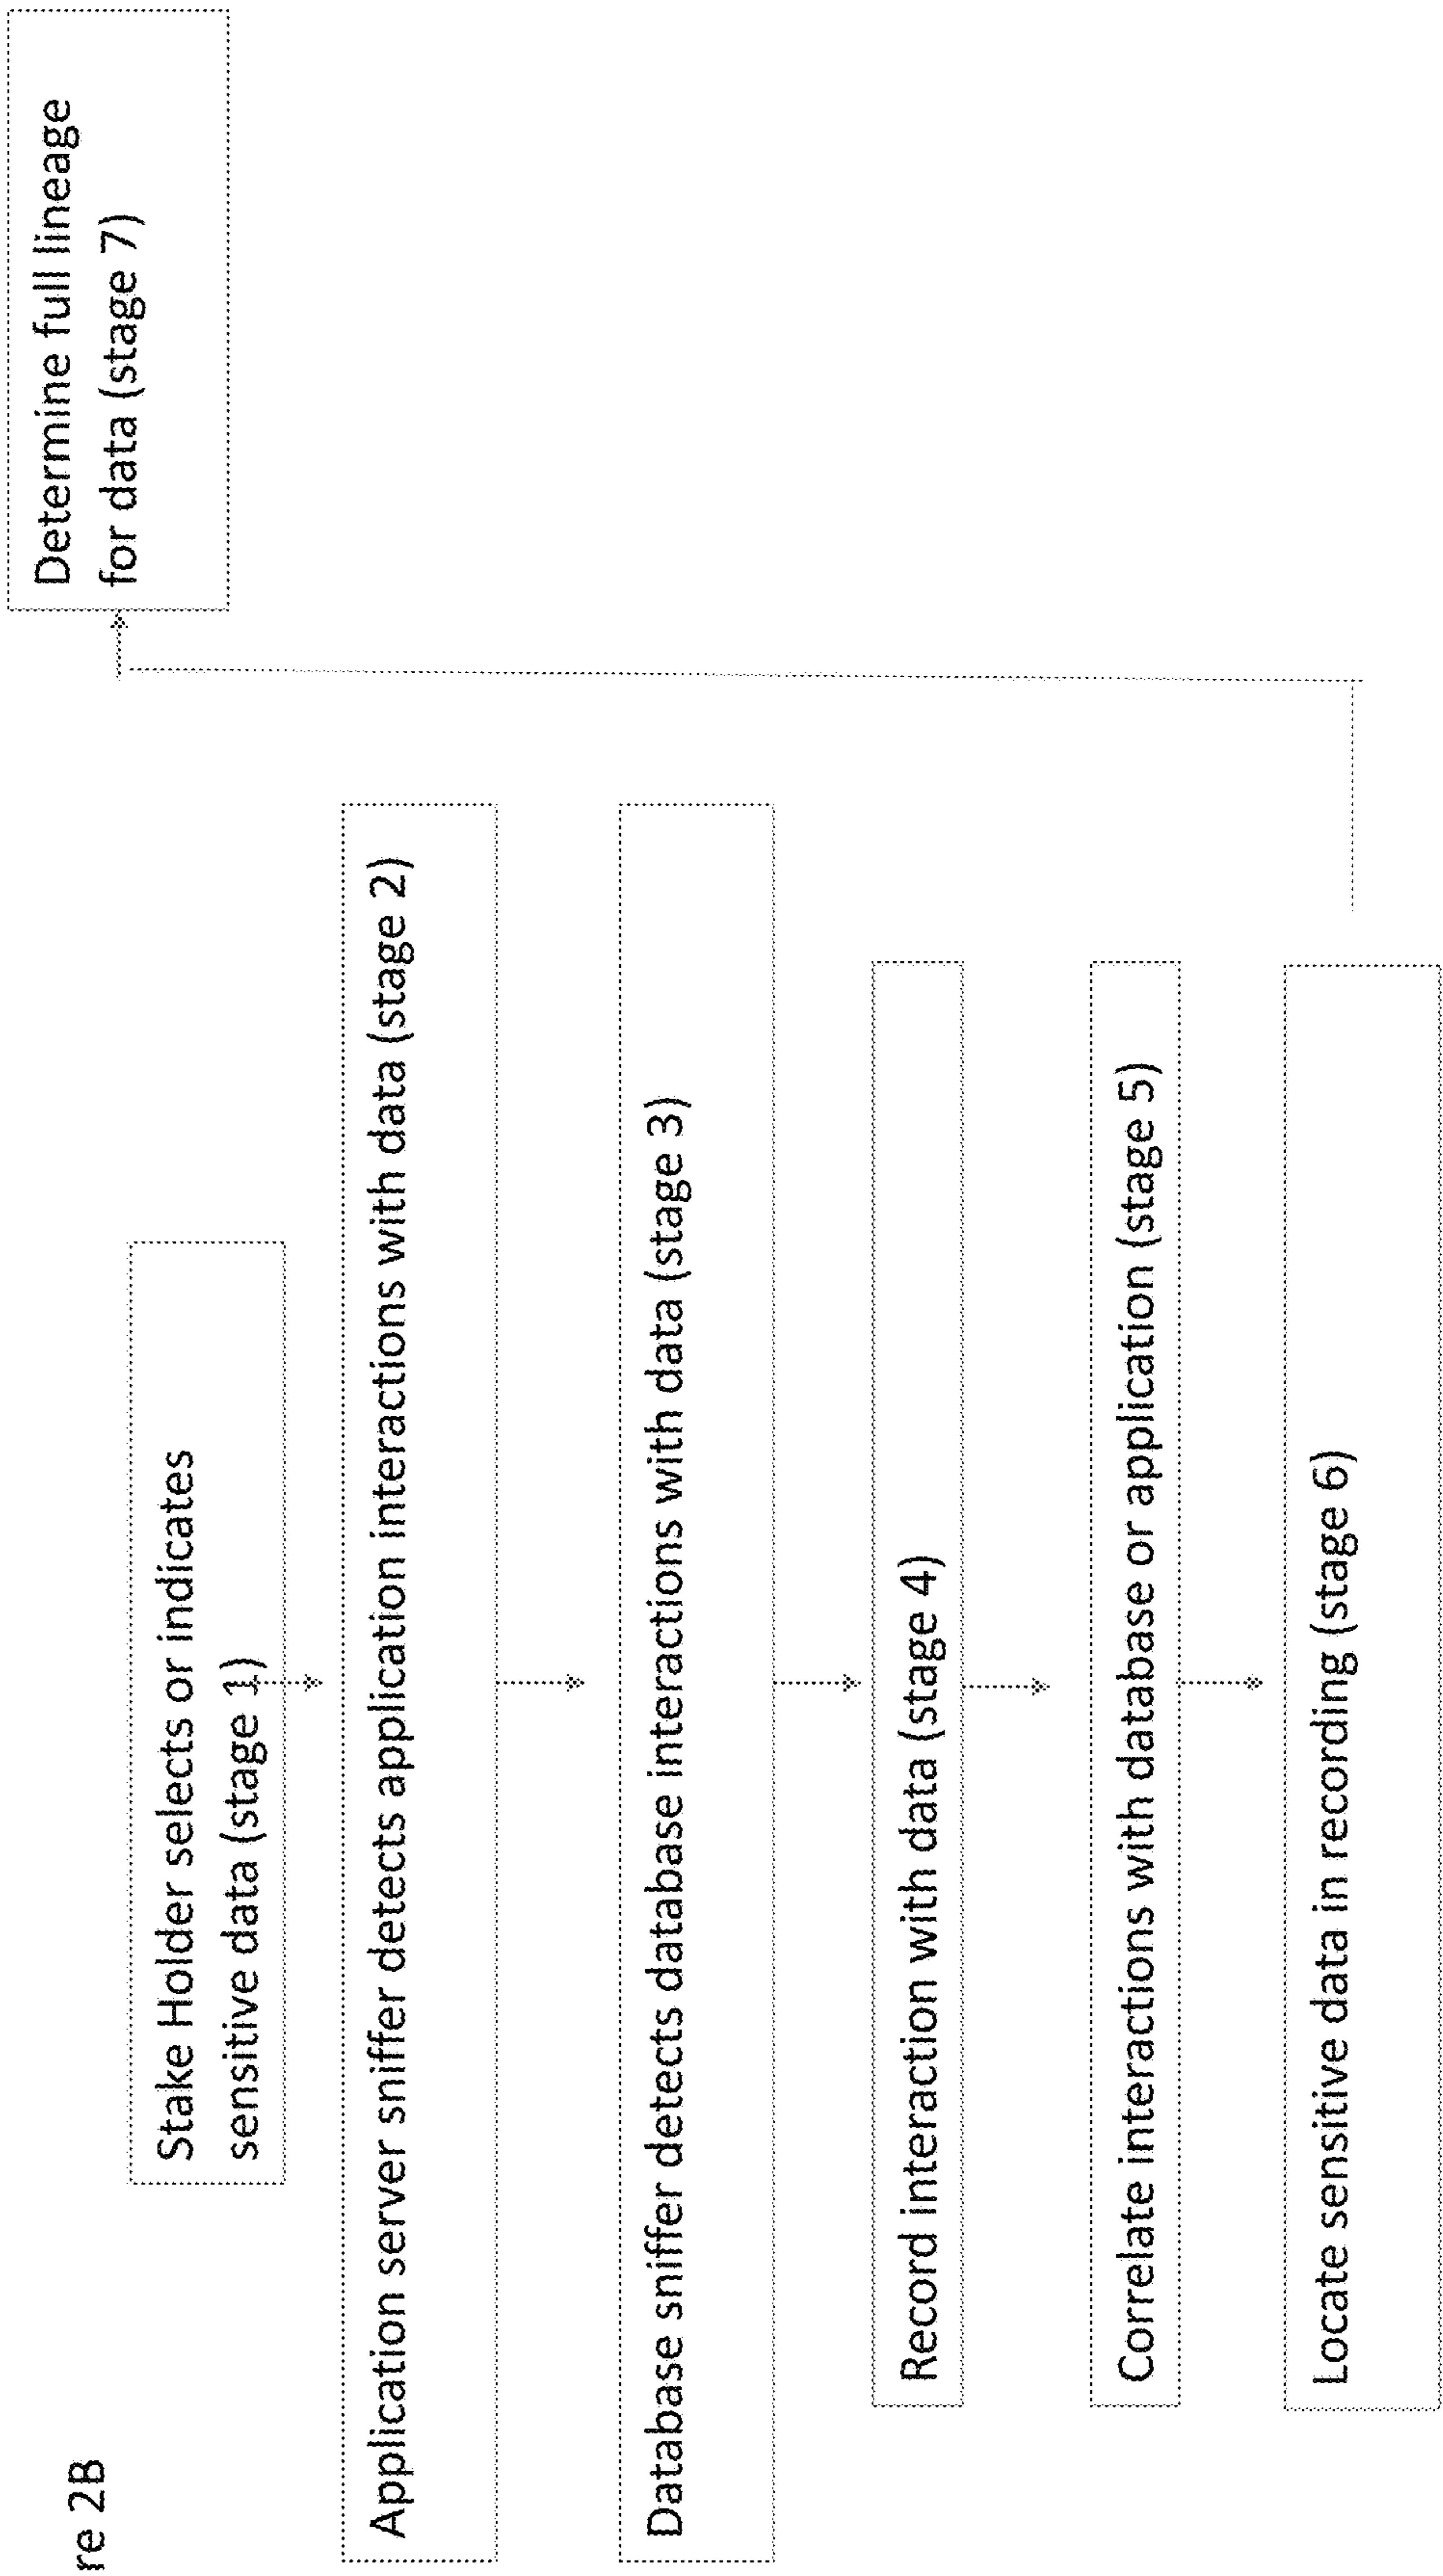 re 2B
Stake Holder selects or indicates
sensitive data (stage 1)
Application server sniffer detects application interactions with data (stage 2)
Database sniffer detects database interactions with data (stage 3)
Record interaction with data (stage 4)
Correlate interactions with database or application (stage 5)
Locate sensitive data in recording (stage 6)
Determine full lineage
for data (stage 7)